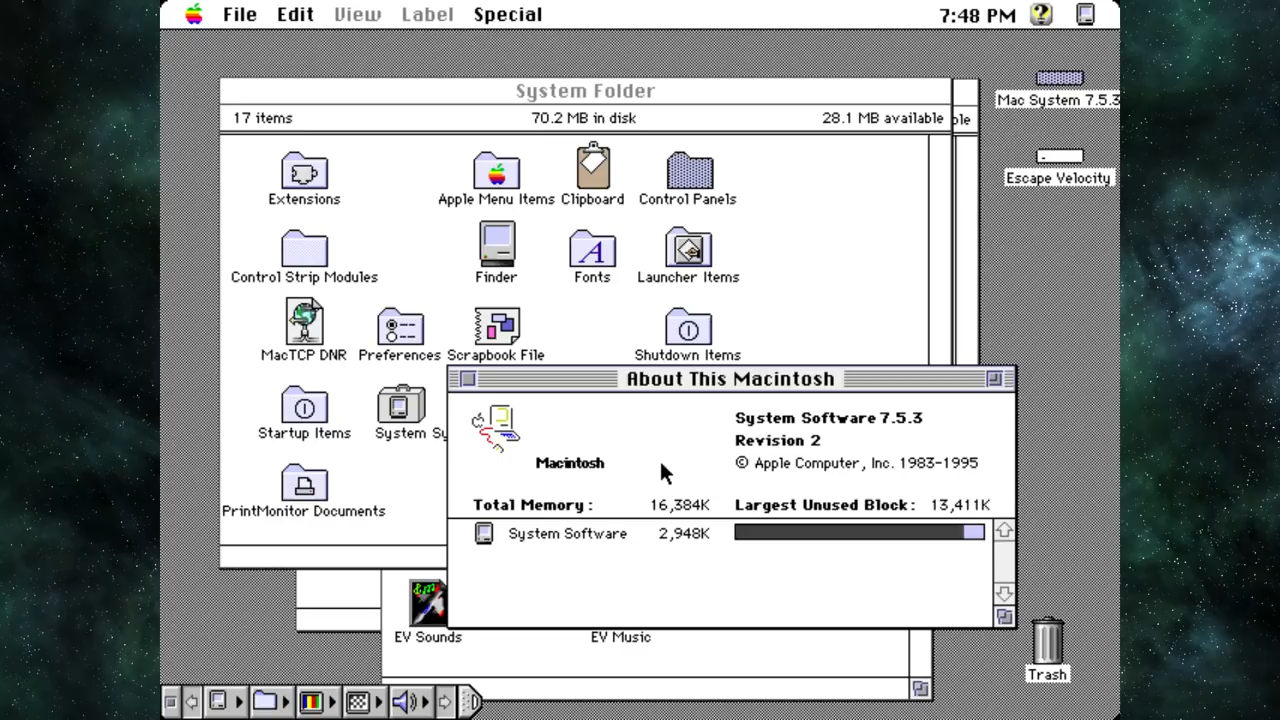 File Edit View Label Special 7:48 PM
System Folder
17 items 70.2 MB in disk 28.1 MB available
ble
Mac System 7.5.3
Escape Velocity
Extensions Apple Menu Items Clipboard Control Panels
Control Strip Modules Finder Fonts Launcher Items
MacTCP DNR Preferences Scrapbook File Shutdown Items
Startup Items System Sy
PrintMonitor Documents
About This Macintosh
System Software 7.5.3
Revision 2
Macintosh © Apple Computer, Inc. 1983-1995
Total Memory : 16,384K Largest Unused Block : 13,411K
System Software 2,948K
EV Sounds EV Music
Trash